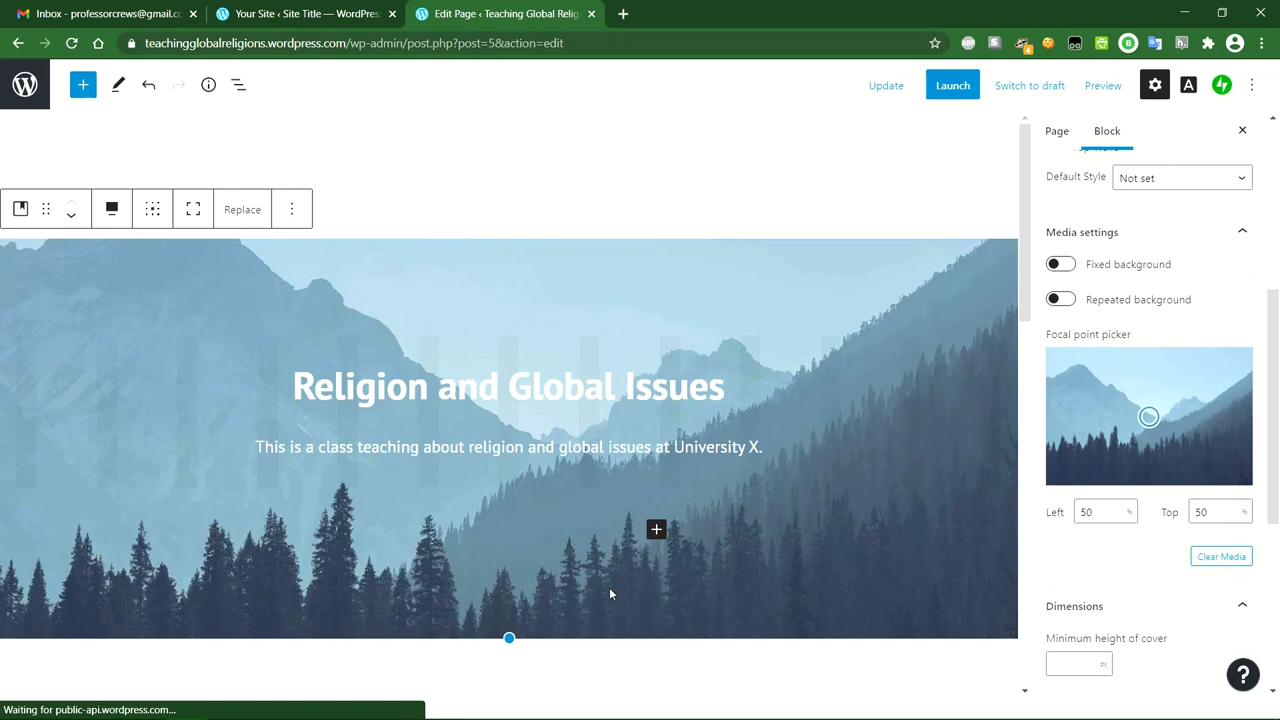 Inbox - professorcrews@gmail.co
Your Site ‹ Site Title — WordPres
Edit Page ‹ Teaching Global Relig
teachingglobalreligions.wordpress.com/wp-admin/post.php?post=5&action=edit
Update
Launch
Switch to draft
Preview
Page
Block
Default Style
Not set
Replace
Media settings
Fixed background
Repeated background
Focal point picker
Religion and Global Issues
This is a class teaching about religion and global issues at University X.
Left 50 % Top 50 %
Clear Media
Dimensions
Minimum height of cover
px
Waiting for public-api.wordpress.com...